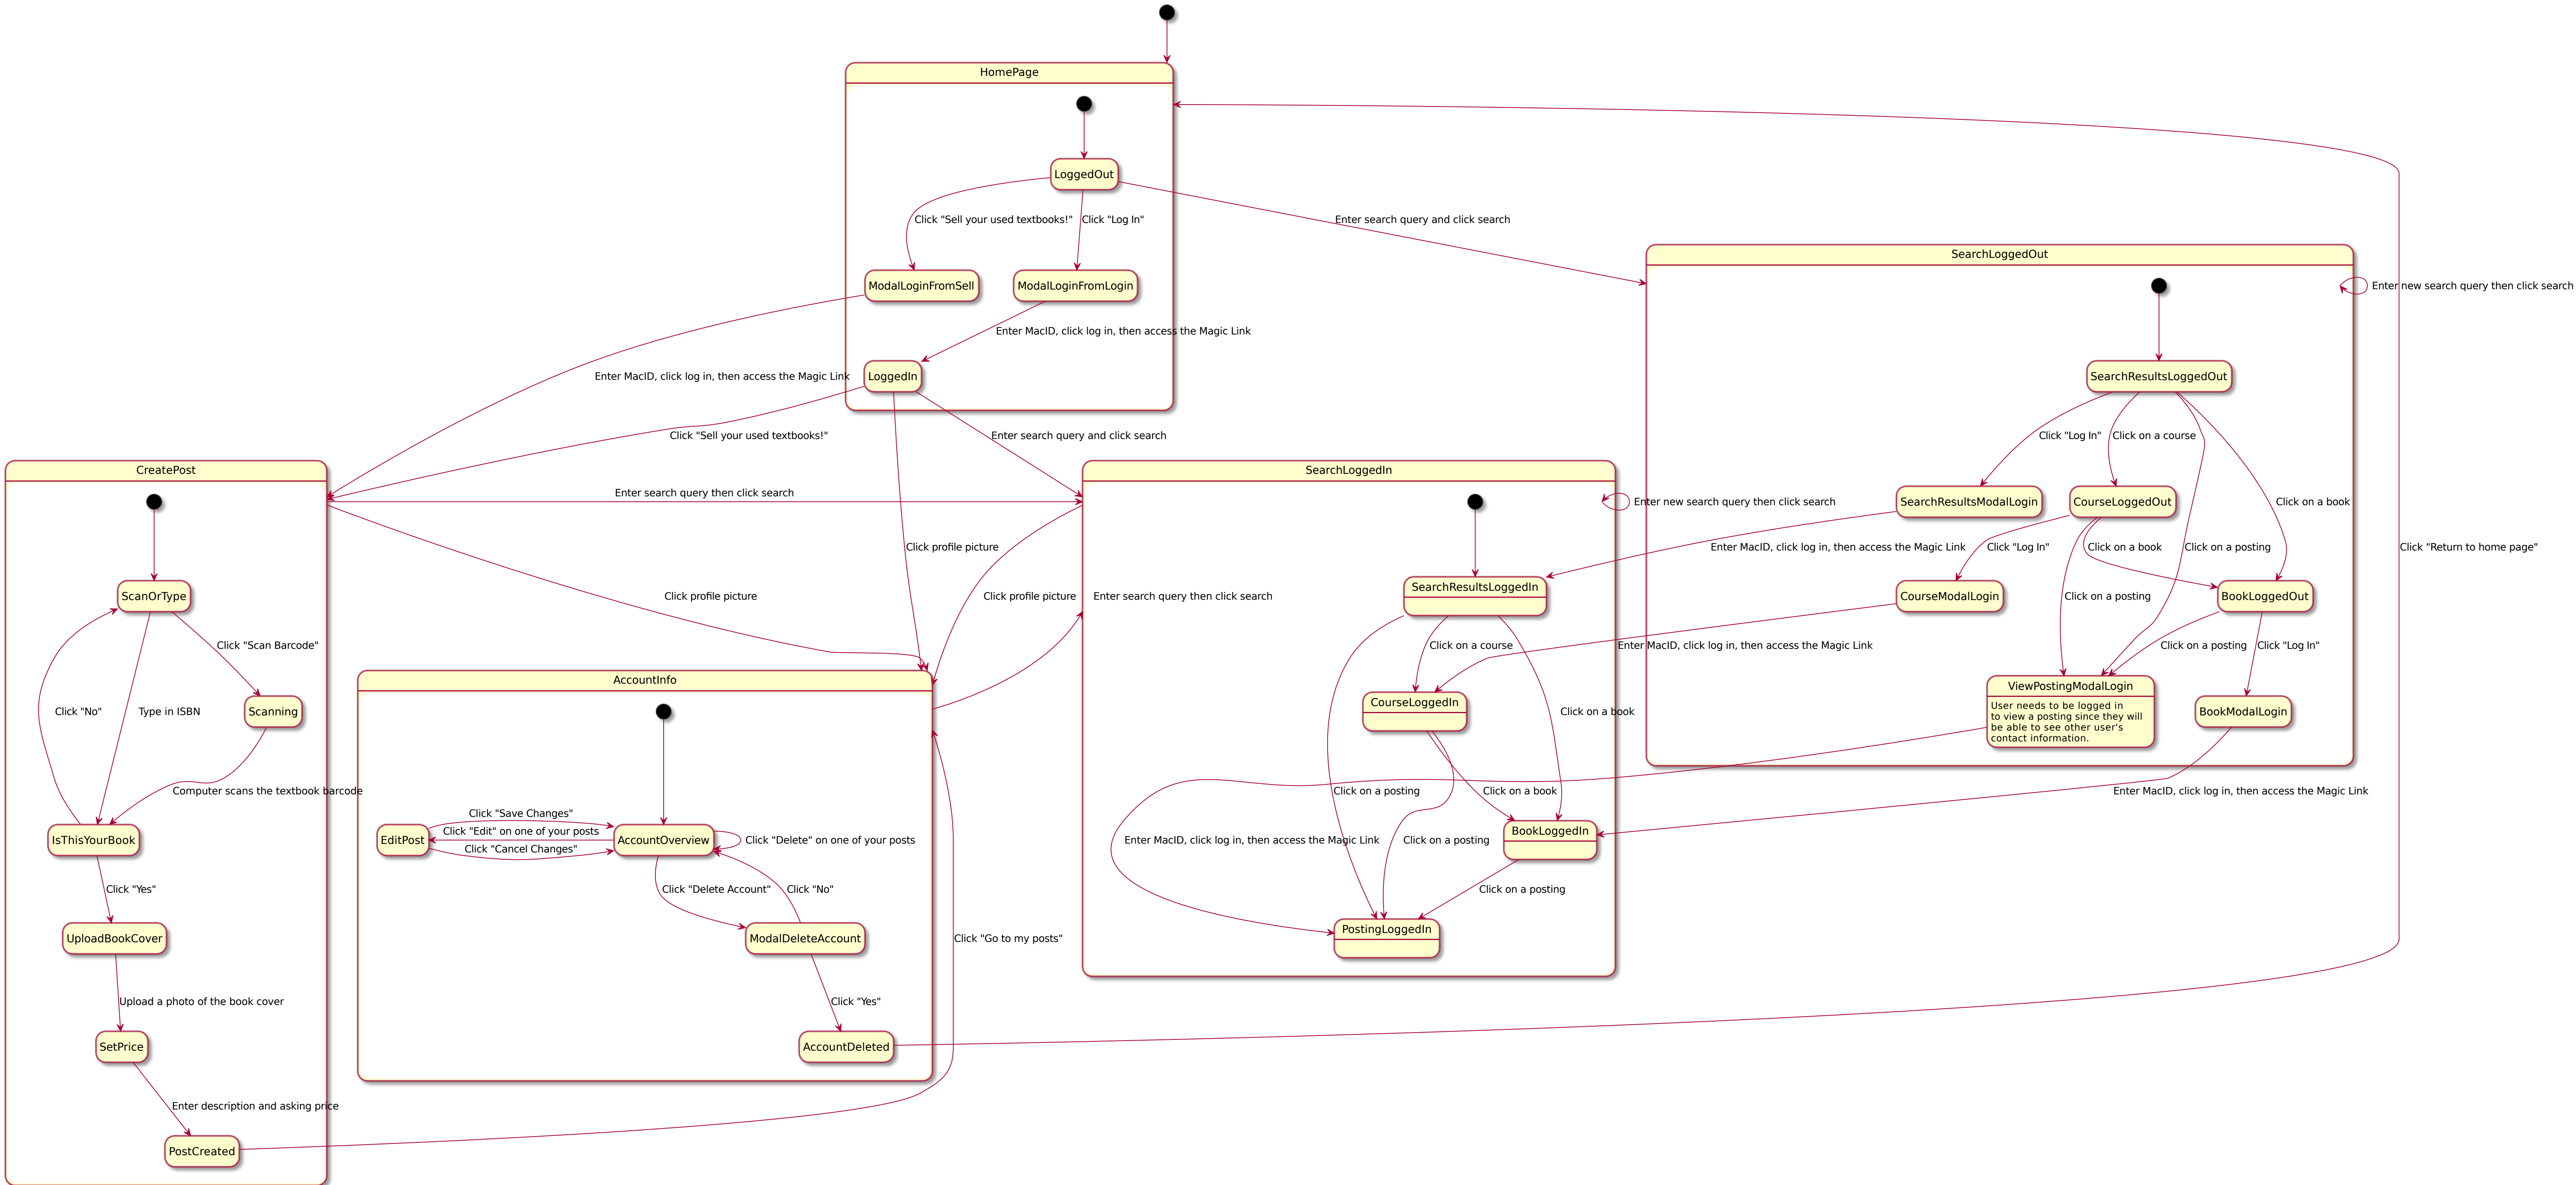 HomePage
LoggedOut
Click "Sell your used textbooks!"
Click "Log In"
Enter search query and click search
ModalLoginFromSell
ModalLoginFromLogin
Enter MacID, click log in, then access the Magic Link
Enter MacID, click log in, then access the Magic Link
LoggedIn
Click "Sell your used textbooks!"
Enter search query and click search
Click profile picture
SearchLoggedOut
Enter new search query then click search
SearchResultsLoggedOut
Click "Log In"
Click on a course
Click on a book
SearchResultsModalLogin
CourseLoggedOut
Enter MacID, click log in, then access the Magic Link
Click "Log In"
Click on a book
Click on a posting
Click "Return to home page"
CourseModalLogin
Click on a posting
BookLoggedOut
Enter MacID, click log in, then access the Magic Link
Click on a posting
Click "Log In"
ViewPostingModalLogin
User needs to be logged in
to view a posting since they will
be able to see other user's
contact information.
BookModalLogin
Enter MacID, click log in, then access the Magic Link
CreatePost
Enter search query then click search
ScanOrType
Click profile picture
Click "Scan Barcode"
Click "No"
Type in ISBN
Scanning
Computer scans the textbook barcode
IsThisYourBook
Click "Yes"
UploadBookCover
Upload a photo of the book cover
SetPrice
Enter description and asking price
PostCreated
AccountInfo
Click profile picture
Enter search query then click search
Click "Save Changes"
Click "Edit" on one of your posts
EditPost
AccountOverview
Click "Delete" on one of your posts
Click "Cancel Changes"
Click "Delete Account"
Click "No"
ModalDeleteAccount
Click "Go to my posts"
Click "Yes"
AccountDeleted
SearchLoggedIn
Enter new search query then click search
SearchResultsLoggedIn
Click on a course
CourseLoggedIn
Click on a book
Click on a posting
Click on a book
BookLoggedIn
Enter MacID, click log in, then access the Magic Link
Click on a posting
Click on a posting
PostingLoggedIn